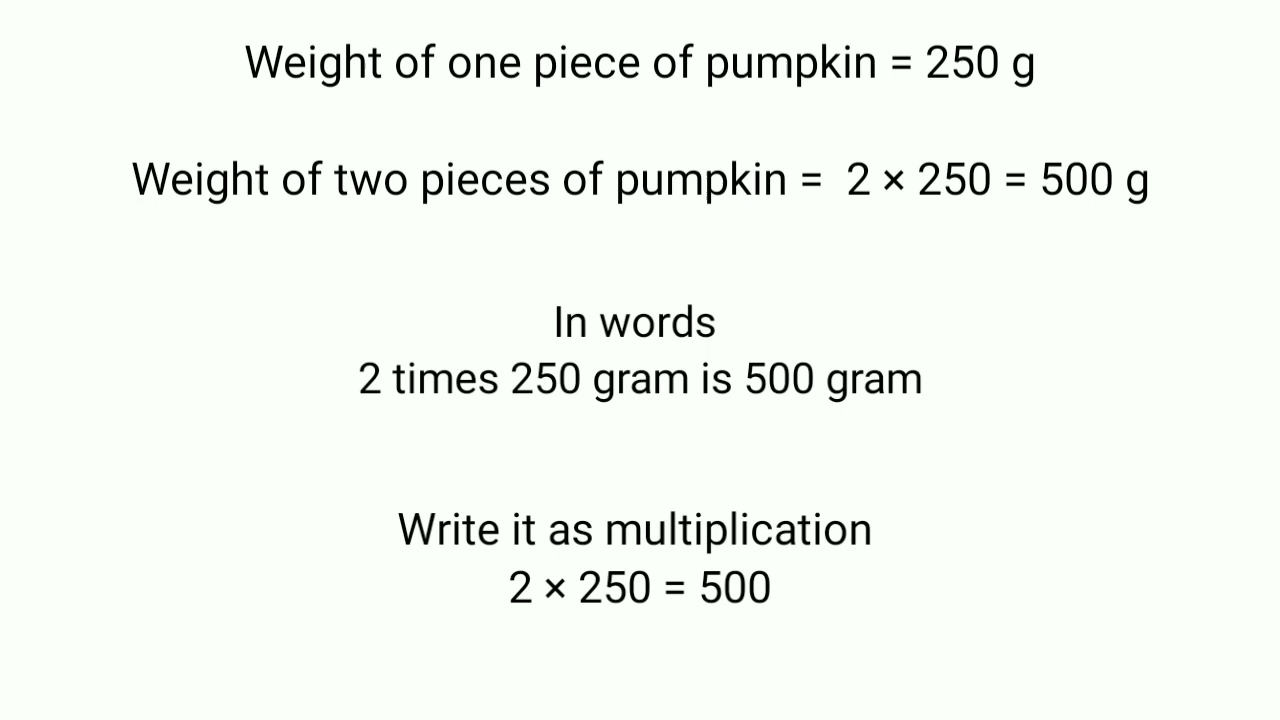 Weight of one piece of pumpkin = 250 g
Weight of two pieces of pumpkin = 2 × 250 = 500 g
In words
2 times 250 gram is 500 gram
Write it as multiplication
2 × 250 = 500